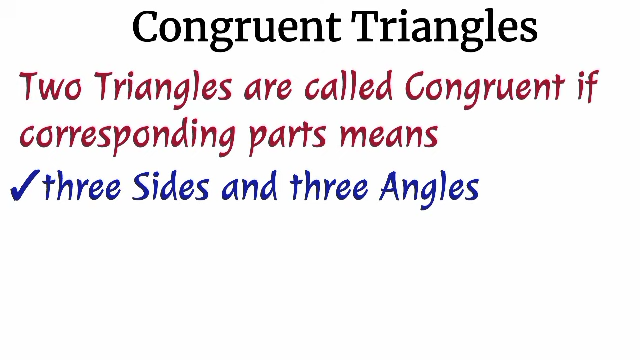 Congruent Triangles
Two Triangles are called Congruent if
corresponding parts means
✓three Sides and three Angles